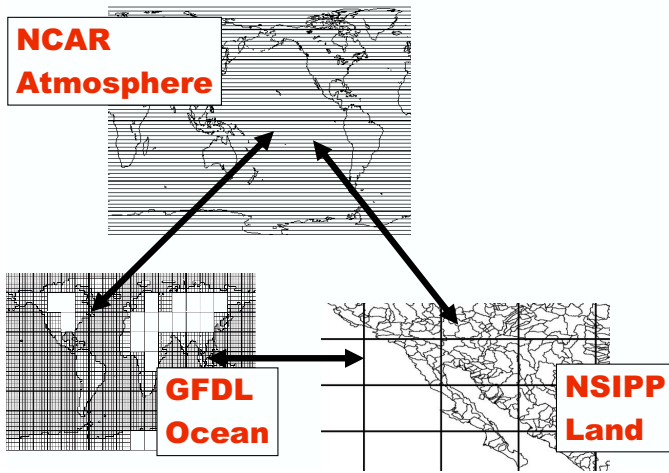 NCAR
Atmosphere
GFDL
Ocean
NSIPP
Land